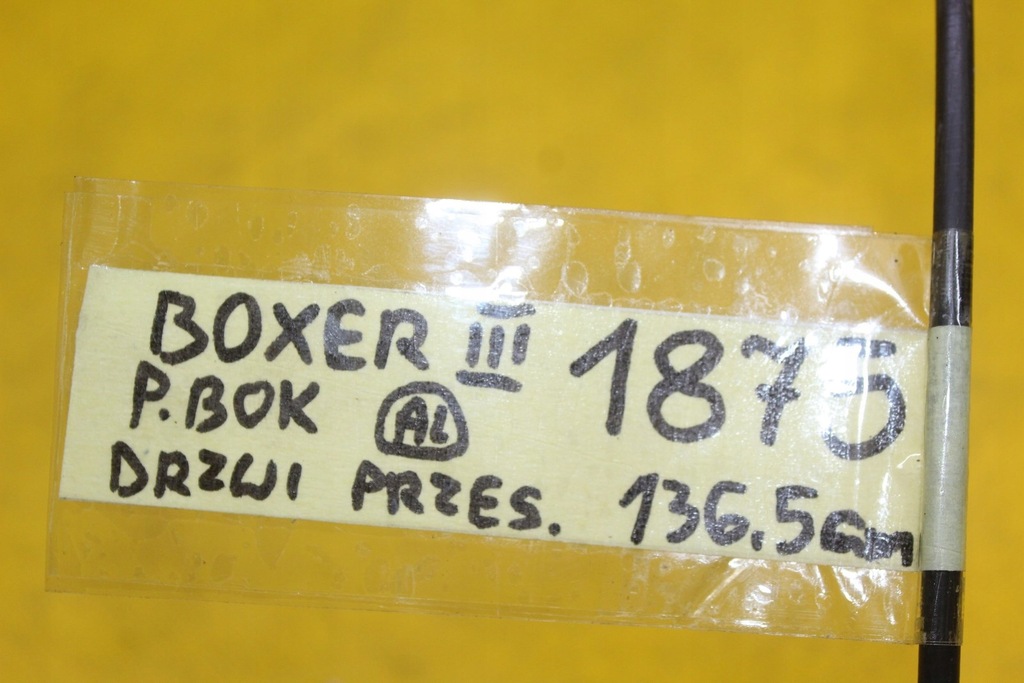 BOXER III 1875
P.BOK AL
DRZWI PRZES. 136.5cm